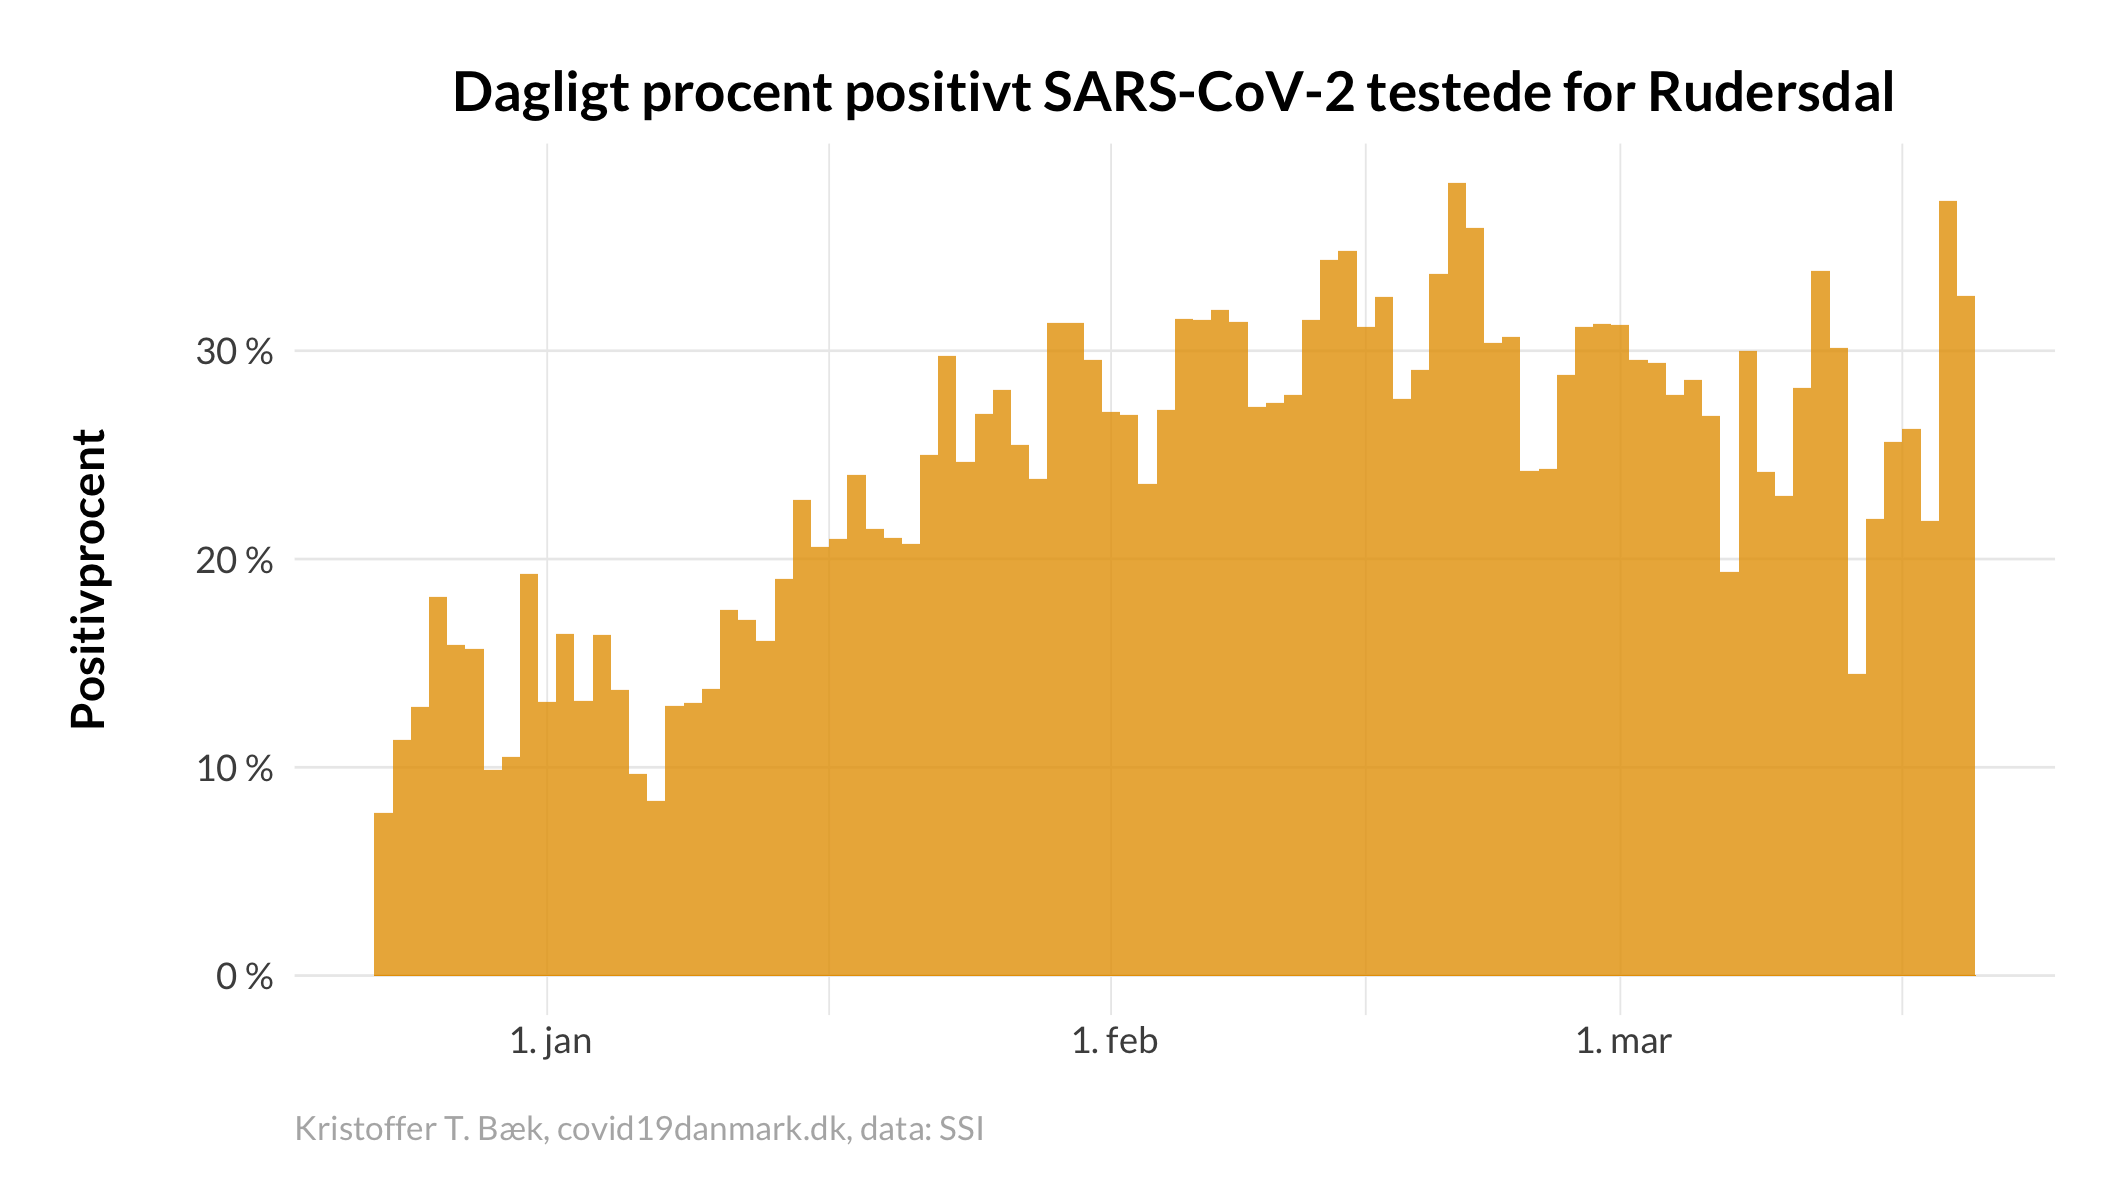 Dagligt procent positivt SARS-CoV-2 testede for Rudersdal
Positivprocent
30 %
20 %
10 %
0 %
1. jan
1. feb
1. mar
Kristoffer T. Bæk, covid19danmark.dk, data: SSI